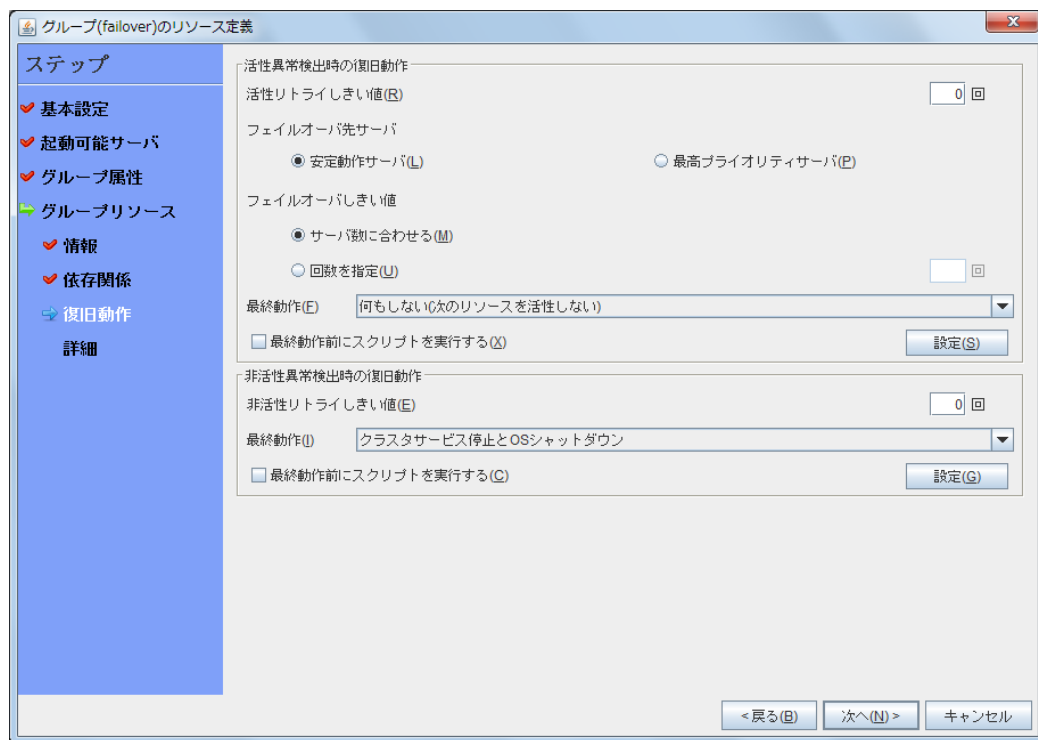 グループ(failover)のリソース定義
ステップ
基本設定
起動可能サーバ
グループ属性
グループリソース
情報
依存関係
復旧動作
詳細
活性異常検出時の復旧動作
活性リトライしきい値(R)
0 回
フェイルオーバ先サーバ
安定動作サーバ(L)
最高プライオリティサーバ(P)
フェイルオーバしきい値
サーバ数に合わせる(M)
回数を指定(U)
回
最終動作(F)
何もしない(次のリソースを活性しない)
最終動作前にスクリプトを実行する(X)
設定(S)
非活性異常検出時の復旧動作
非活性リトライしきい値(E)
0 回
最終動作(I)
クラスタサービス停止とOSシャットダウン
最終動作前にスクリプトを実行する(C)
設定(G)
<戻る(B)
次へ(N)>
キャンセル